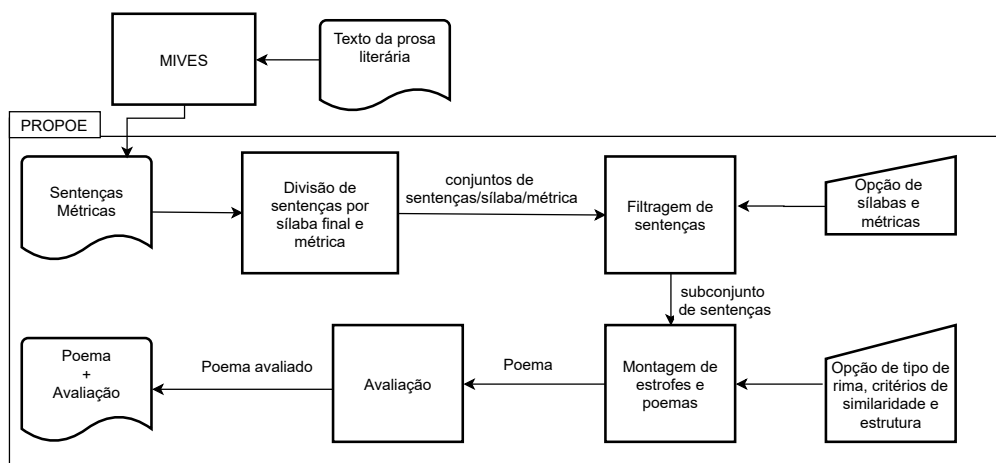 MIVES
Texto da prosa
literária
PROPOE
Sentenças
Métricas
Divisão de
sentenças por
sílaba final e
métrica
conjuntos de
sentenças/sílaba/métrica
Filtragem de
sentenças
Opção de
sílabas e
métricas
subconjunto
de sentenças
Poema
+
Avaliação
Poema avaliado
Avaliação
Poema
Montagem de
estrofes e
poemas
Opção de tipo de
rima, critérios de
similaridade e
estrutura